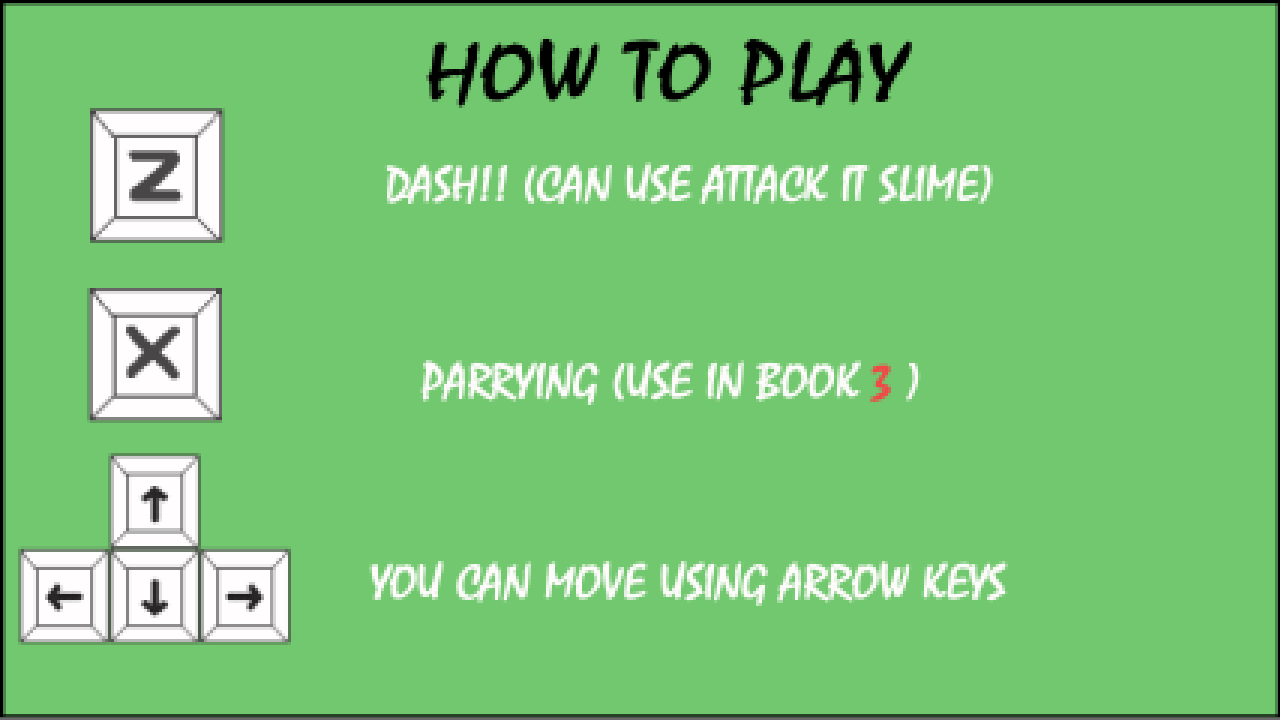 HOW TO PLAY
Z
DASH!! (CAN USE ATTACK IT SLIME)
X
PARRYING (USE IN BOOK 3 )
↑
← ↓ →
YOU CAN MOVE USING ARROW KEYS